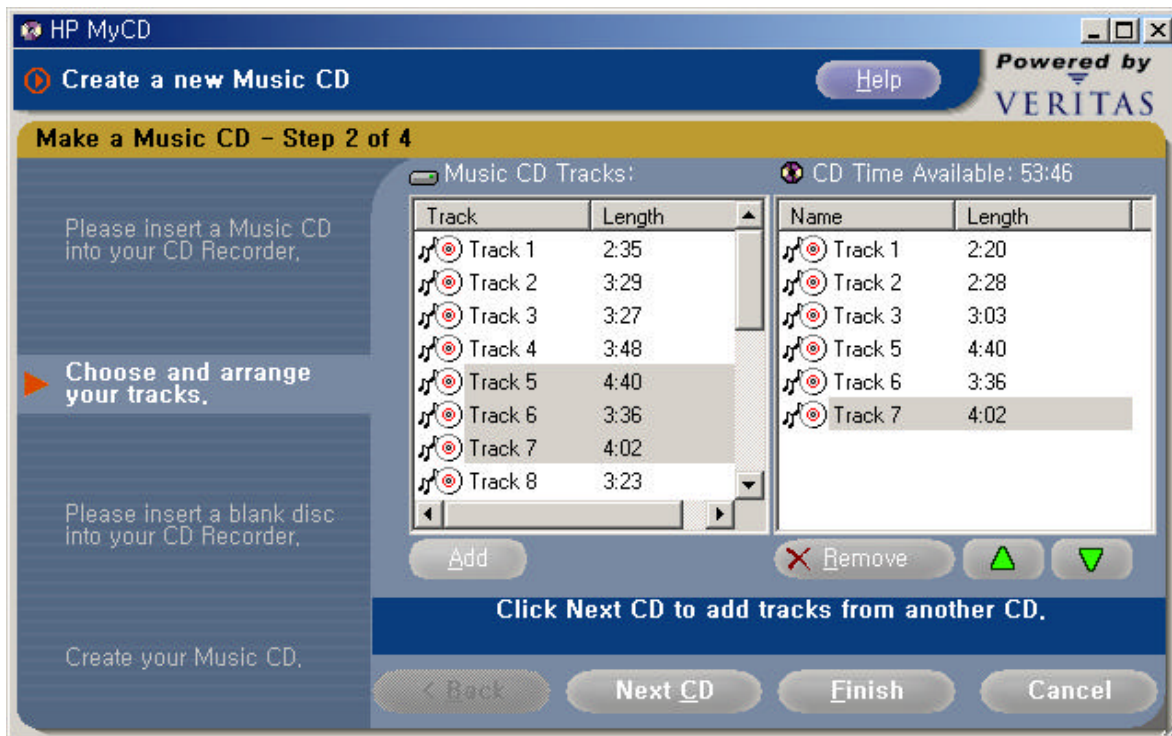 HP MyCD
Create a new Music CD
Help
Powered by
VERITAS
Make a Music CD - Step 2 of 4
Please insert a Music CD
into your CD Recorder.
Choose and arrange
your tracks.
Please insert a blank disc
into your CD Recorder.
Create your Music CD.
Music CD Tracks:
Track Length
Track 1 2:35
Track 2 3:29
Track 3 3:27
Track 4 3:48
Track 5 4:40
Track 6 3:36
Track 7 4:02
Track 8 3:23
Add
CD Time Available: 53:46
Name Length
Track 1 2:20
Track 2 2:28
Track 3 3:03
Track 5 4:40
Track 6 3:36
Track 7 4:02
Remove
Click Next CD to add tracks from another CD.
< Back
Next CD
Finish
Cancel